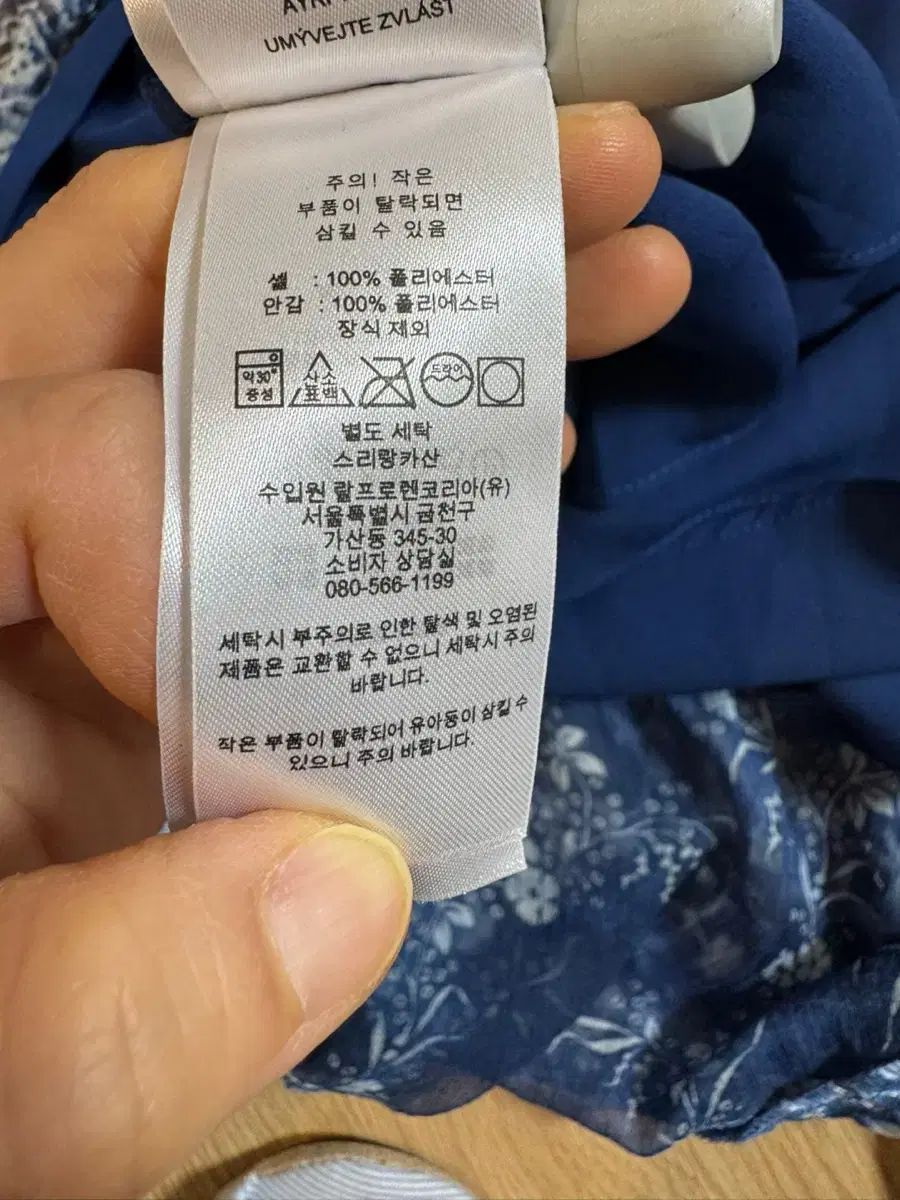 UMÝVEJTE ZVLÁŠŤ
주의! 작은
부품이 탈락되면
삼킬 수 있음
셸 : 100% 폴리에스터
안감 : 100% 폴리에스터
장식 제외
약30° 중성
산소 표백
드라이
별도 세탁
스리랑카산
수입원 랄프로렌코리아(유)
서울특별시 금천구
가산동 345-30
소비자 상담실
080-566-1199
세탁시 부주의로 인한 탈색 및 오염된
제품은 교환할 수 없으니 세탁시 주의
바랍니다.
작은 부품이 탈락되어 유아동이 삼킬 수
있으니 주의 바랍니다.